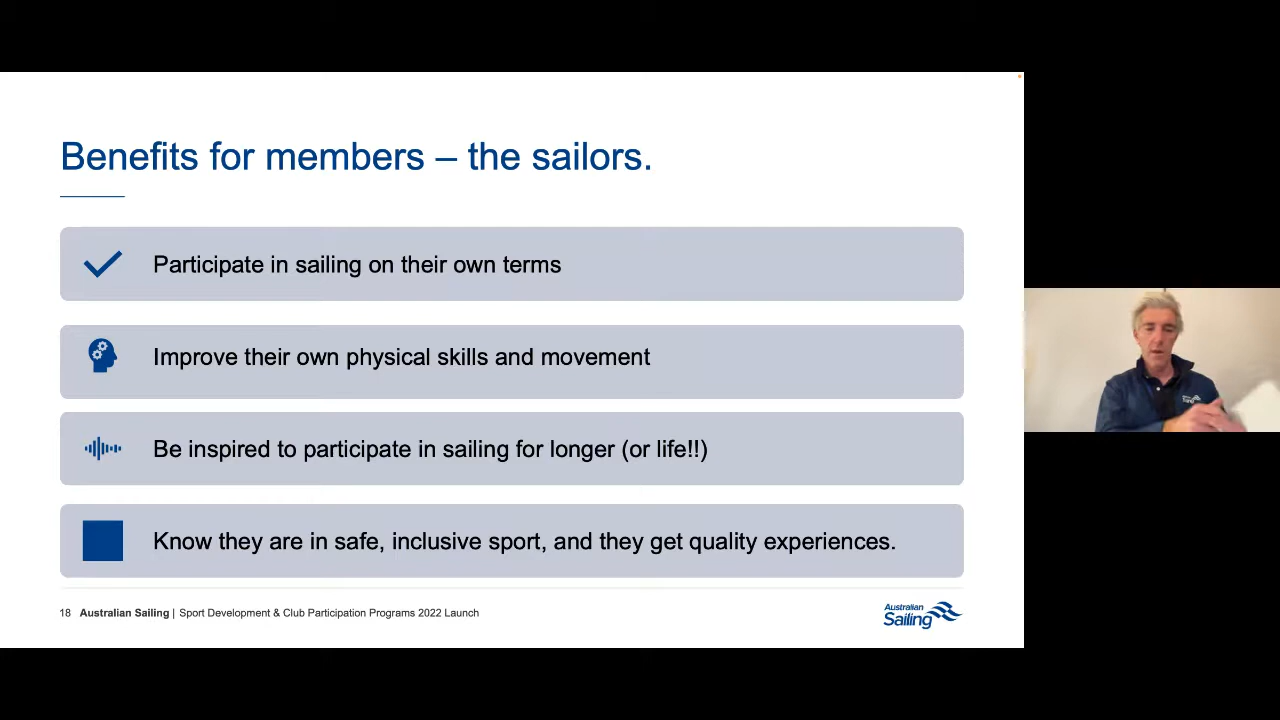 Benefits for members – the sailors.
Participate in sailing on their own terms
Improve their own physical skills and movement
Be inspired to participate in sailing for longer (or life!!)
Know they are in safe, inclusive sport, and they get quality experiences.
18 Australian Sailing | Sport Development & Club Participation Programs 2022 Launch
Australian
Sailing
Sailing